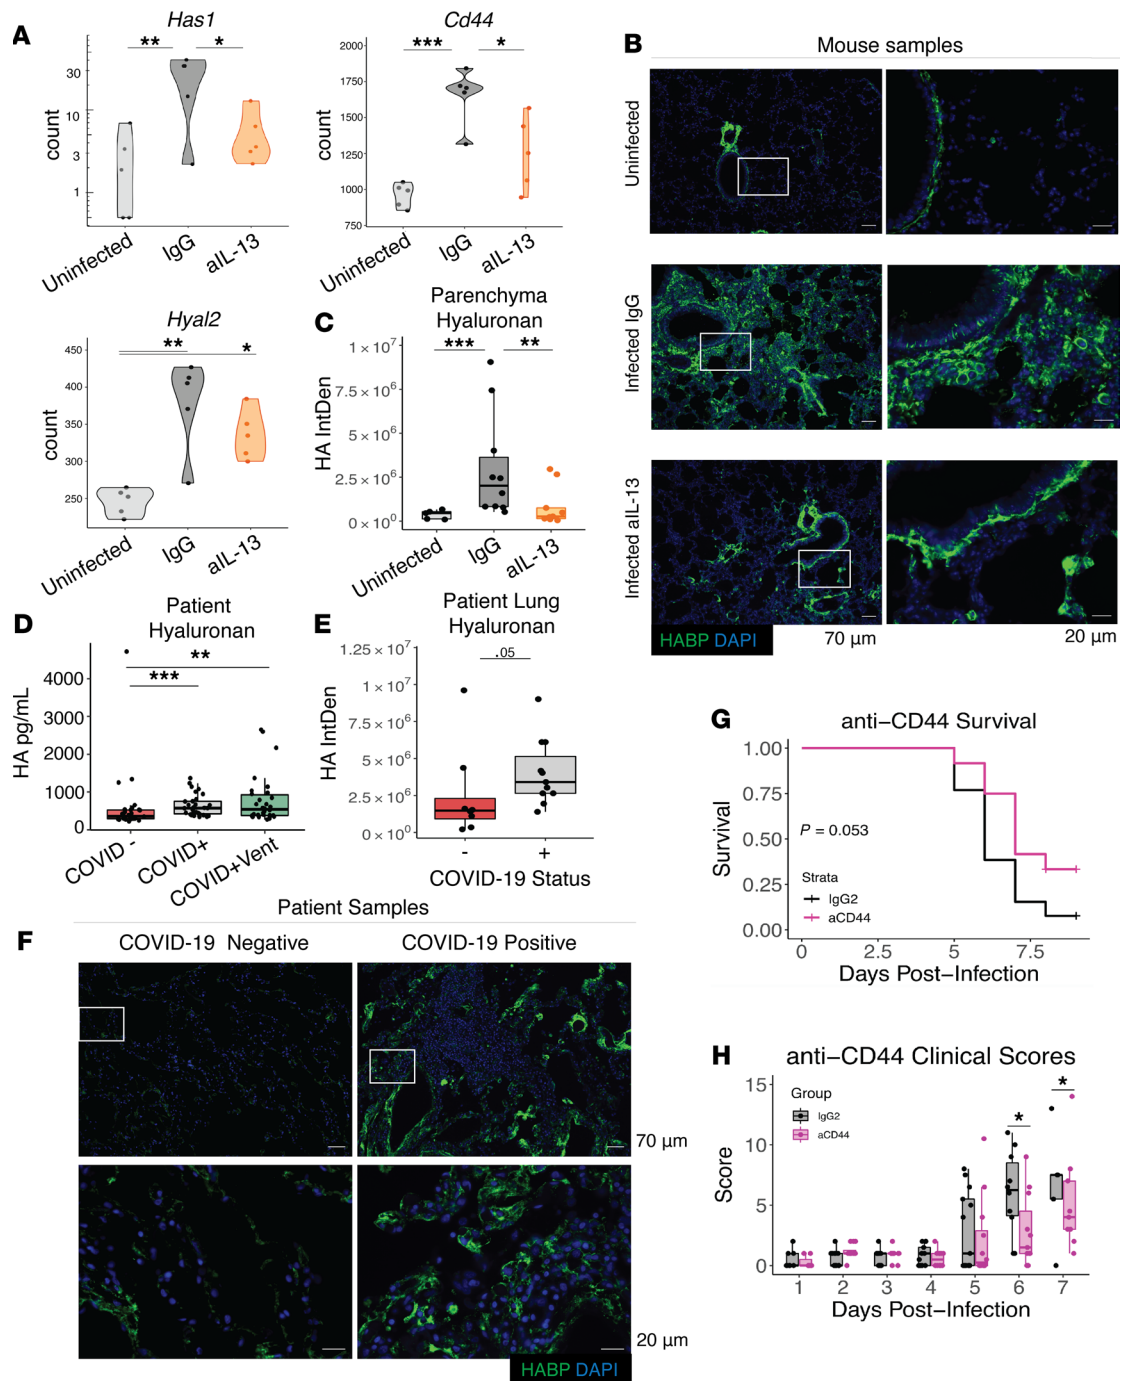 A
Has1
** *
count
30
10
3
1
Uninfected
IgG
aIL-13
Cd44
*** *
count
2000
1750
1500
1250
1000
750
Uninfected
IgG
aIL-13
Hyal2
** *
count
450
400
350
300
250
Uninfected
IgG
aIL-13
B
Mouse samples
Uninfected
Infected IgG
Infected aIL-13
HABP DAPI
70 µm
20 µm
C
Parenchyma
Hyaluronan
*** **
HA IntDen
1 × 10⁷
7.5 × 10⁶
5 × 10⁶
2.5 × 10⁶
0 × 10⁰
Uninfected
IgG
aIL-13
D
Patient
Hyaluronan
**
***
HA pg/mL
4000
3000
2000
1000
0
COVID -
COVID+
COVID+Vent
E
Patient Lung
Hyaluronan
.05
HA IntDen
1.25 × 10⁷
1 × 10⁷
7.5 × 10⁶
5 × 10⁶
2.5 × 10⁶
0 × 10⁰
- +
COVID-19 Status
F
Patient Samples
COVID-19 Negative
COVID-19 Positive
70 µm
20 µm
HABP DAPI
G
anti−CD44 Survival
Survival
1.00
0.75
0.50
0.25
0.00
P = 0.053
Strata
IgG2
aCD44
0 2.5 5 7.5
Days Post−Infection
H
anti−CD44 Clinical Scores
Score
15
10
5
0
Group
IgG2
aCD44
* *
1 2 3 4 5 6 7
Days Post−Infection